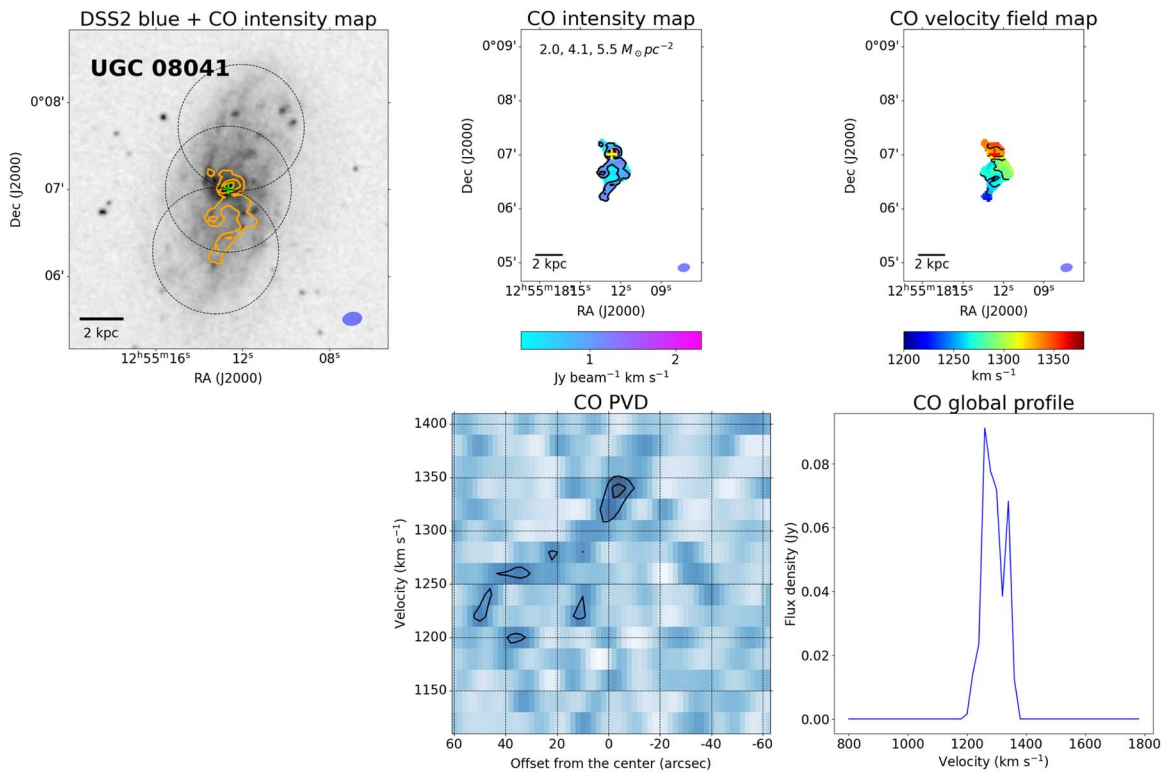 DSS2 blue + CO intensity map
UGC 08041
0°08'
07'
06'
Dec (J2000)
2 kpc
12ʰ55ᵐ16ˢ
12ˢ
08ˢ
RA (J2000)
CO intensity map
2.0, 4.1, 5.5 M⊙pc⁻²
0°09'
08'
07'
06'
05'
Dec (J2000)
2 kpc
12ʰ55ᵐ18ˢ15ˢ
12ˢ
09ˢ
RA (J2000)
1
2
Jy beam⁻¹ km s⁻¹
CO velocity field map
0°09'
08'
07'
06'
05'
Dec (J2000)
2 kpc
12ʰ55ᵐ18ˢ15ˢ
12ˢ
09ˢ
RA (J2000)
1200
1250
1300
1350
km s⁻¹
CO PVD
1400
1350
1300
1250
1200
1150
Velocity (km s⁻¹)
60
40
20
0
-20
-40
-60
Offset from the center (arcsec)
CO global profile
0.08
0.06
0.04
0.02
0.00
Flux density (Jy)
800
1000
1200
1400
1600
1800
Velocity (km s⁻¹)